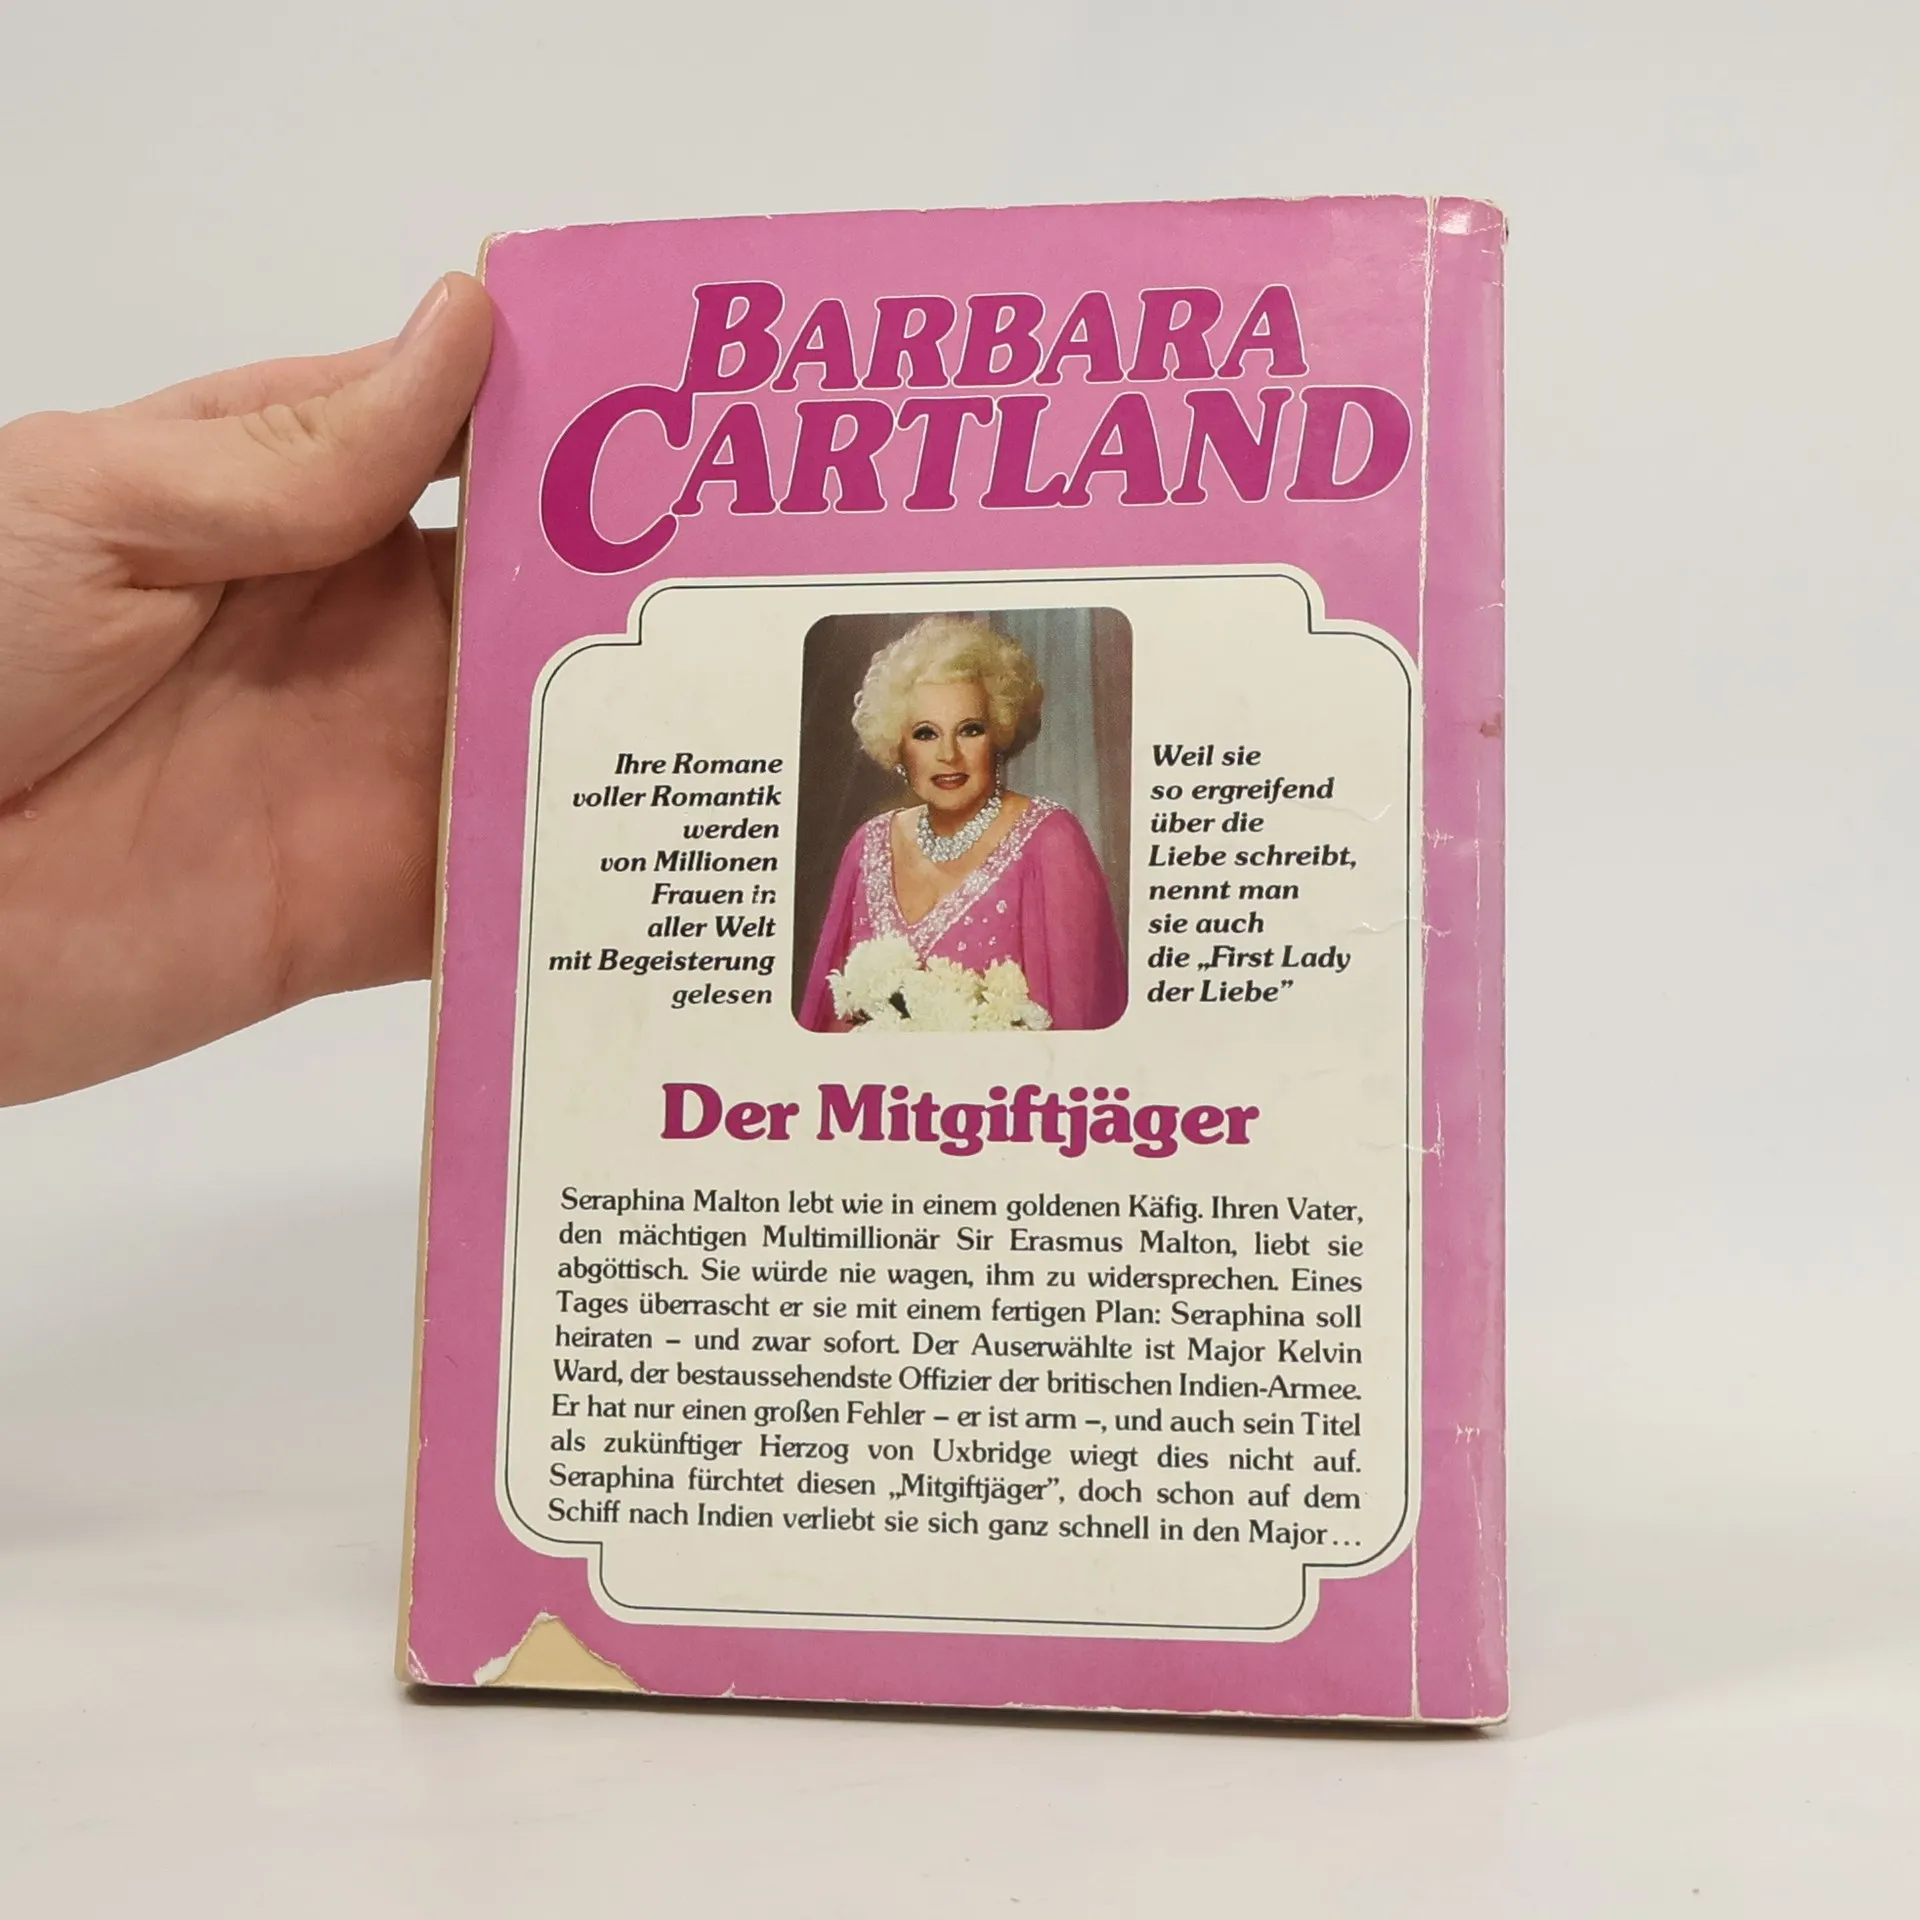 BARBARA
CARTLAND
Ihre Romane
voller Romantik
werden
von Millionen
Frauen in
aller Welt
mit Begeisterung
gelesen
Weil sie
so ergreifend
über die
Liebe schreibt,
nennt man
sie auch
die „First Lady
der Liebe”
Der Mitgiftjäger
Seraphina Malton lebt wie in einem goldenen Käfig. Ihren Vater,
den mächtigen Multimillionär Sir Erasmus Malton, liebt sie
abgöttisch. Sie würde nie wagen, ihm zu widersprechen. Eines
Tages überrascht er sie mit einem fertigen Plan: Seraphina soll
heiraten – und zwar sofort. Der Auserwählte ist Major Kelvin
Ward, der bestaussehendste Offizier der britischen Indien-Armee.
Er hat nur einen großen Fehler – er ist arm –, und auch sein Titel
als zukünftiger Herzog von Uxbridge wiegt dies nicht auf.
Seraphina fürchtet diesen „Mitgiftjäger”, doch schon auf dem
Schiff nach Indien verliebt sie sich ganz schnell in den Major...